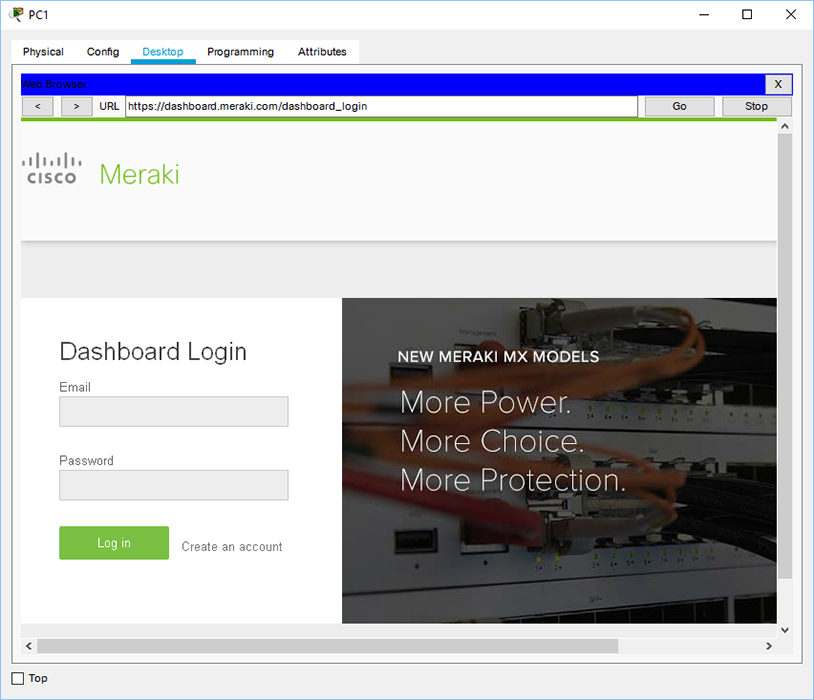 PC1
Physical Config Desktop Programming Attributes
Web Browser X
< > URL https://dashboard.meraki.com/dashboard_login Go Stop
CISCO Meraki
Dashboard Login
Email
Password
Log in Create an account
NEW MERAKI MX MODELS
More Power.
More Choice.
More Protection.
Top